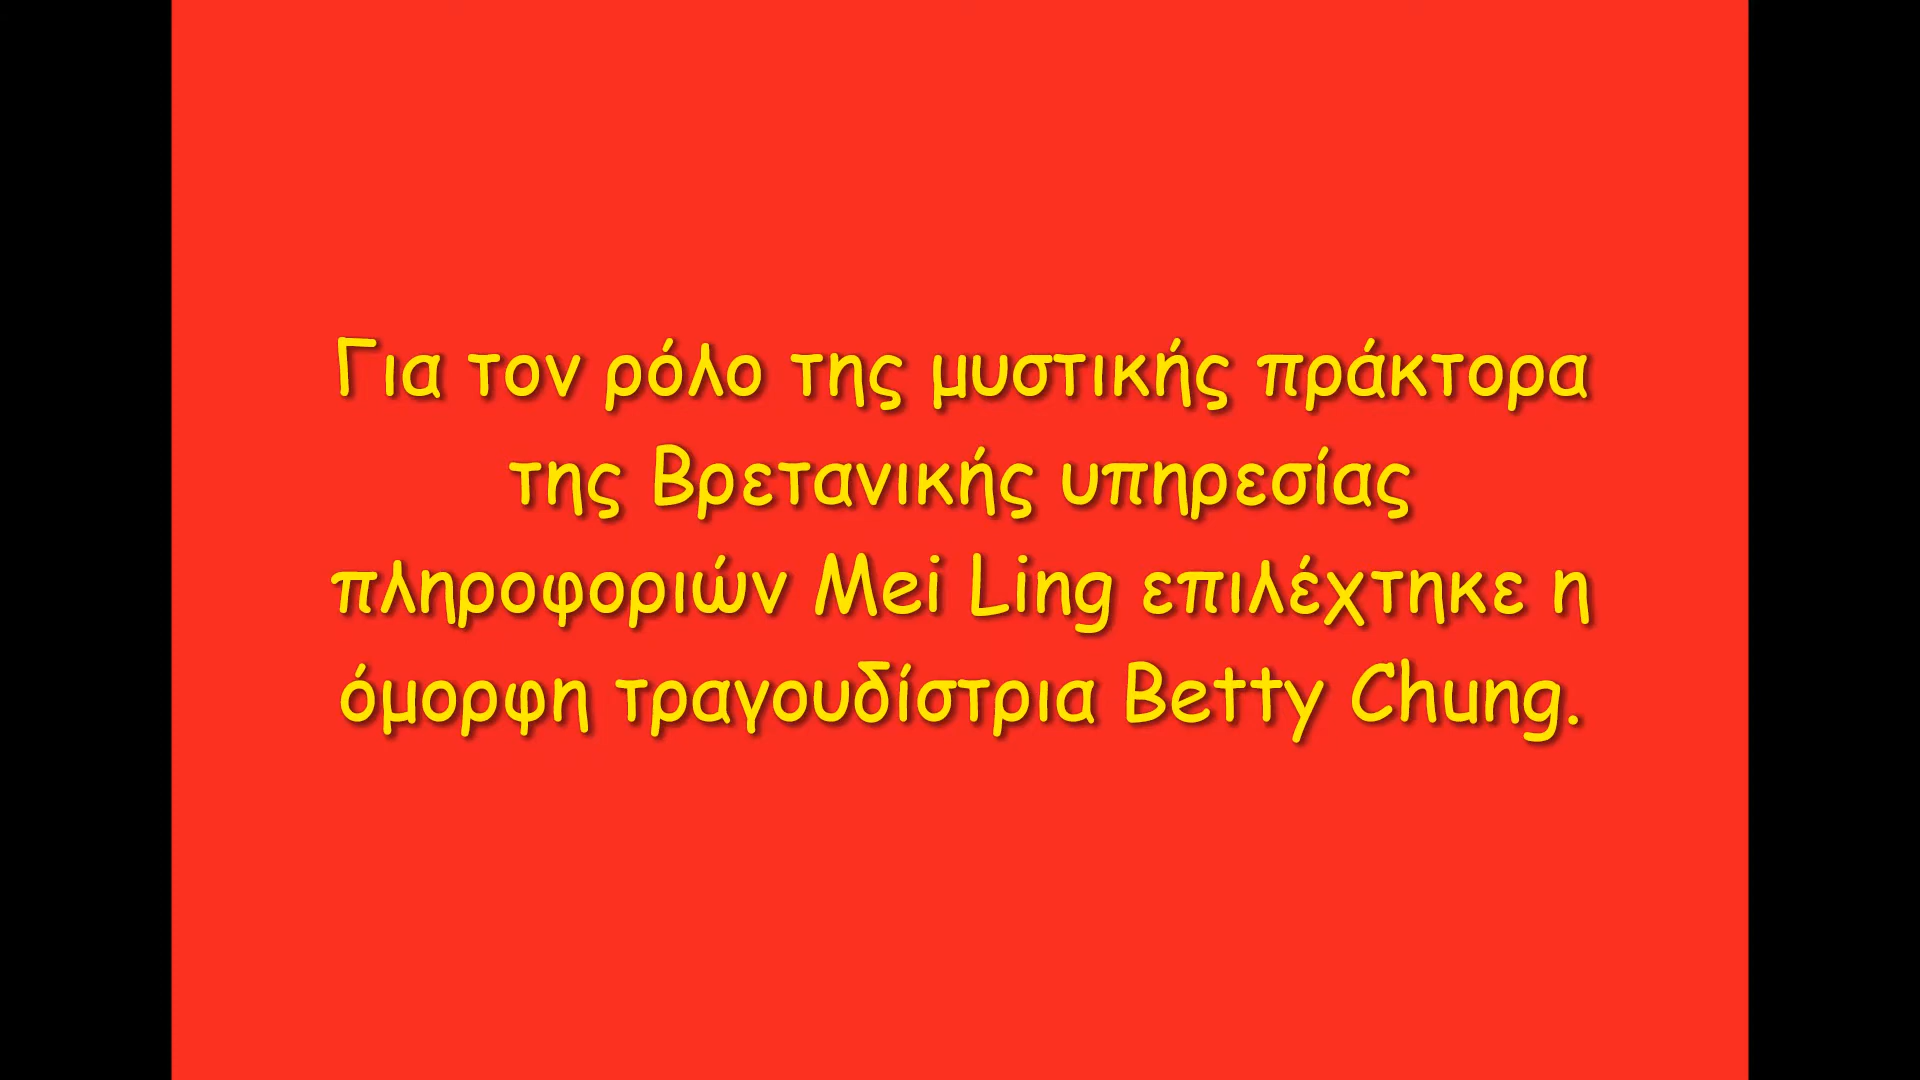 Για τον ρόλο της μυστικής πράκτορα
της Βρετανικής υπηρεσίας
πληροφοριών Mei Ling επιλέχτηκε η
όμορφη τραγουδίστρια Betty Chung.